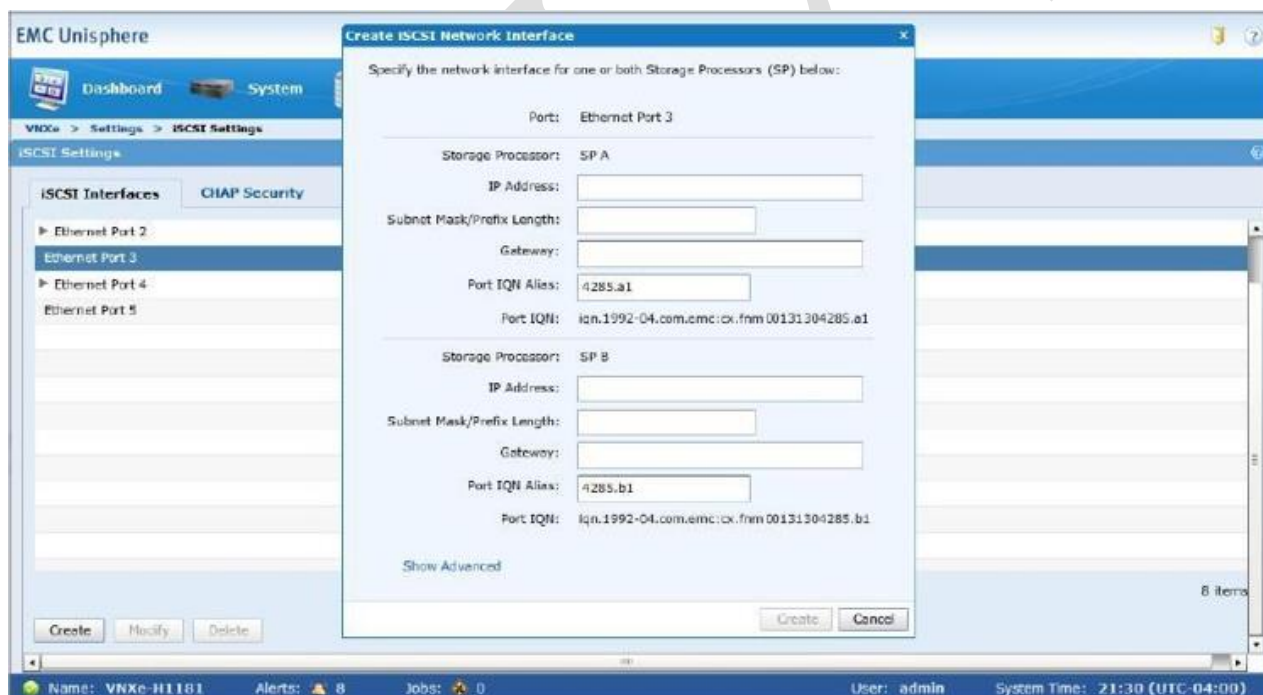 EMC Unisphere
Create iSCSI Network Interface
x
?
Dashboard
System
Specify the network interface for one or both Storage Processors (SP) below:
VNXe > Settings > iSCSI Settings
iSCSI Settings
iSCSI Interfaces
CHAP Security
Ethernet Port 2
Ethernet Port 3
Ethernet Port 4
Ethernet Port 5
Port: Ethernet Port 3
Storage Processor: SP A
IP Address:
Subnet Mask/Prefix Length:
Gateway:
Port IQN Alias: 4285.a1
Port IQN: iqn.1992-04.com.emc:cx.fnm00131304285.a1
Storage Processor: SP B
IP Address:
Subnet Mask/Prefix Length:
Gateway:
Port IQN Alias: 4285.b1
Port IQN: iqn.1992-04.com.emc:cx.fnm00131304285.b1
Show Advanced
8 items
Create Modify Delete
Create Cancel
Name: VNXe-H1181 Alerts: 8 Jobs: 0 User: admin System Time: 21:30 (UTC-04:00)